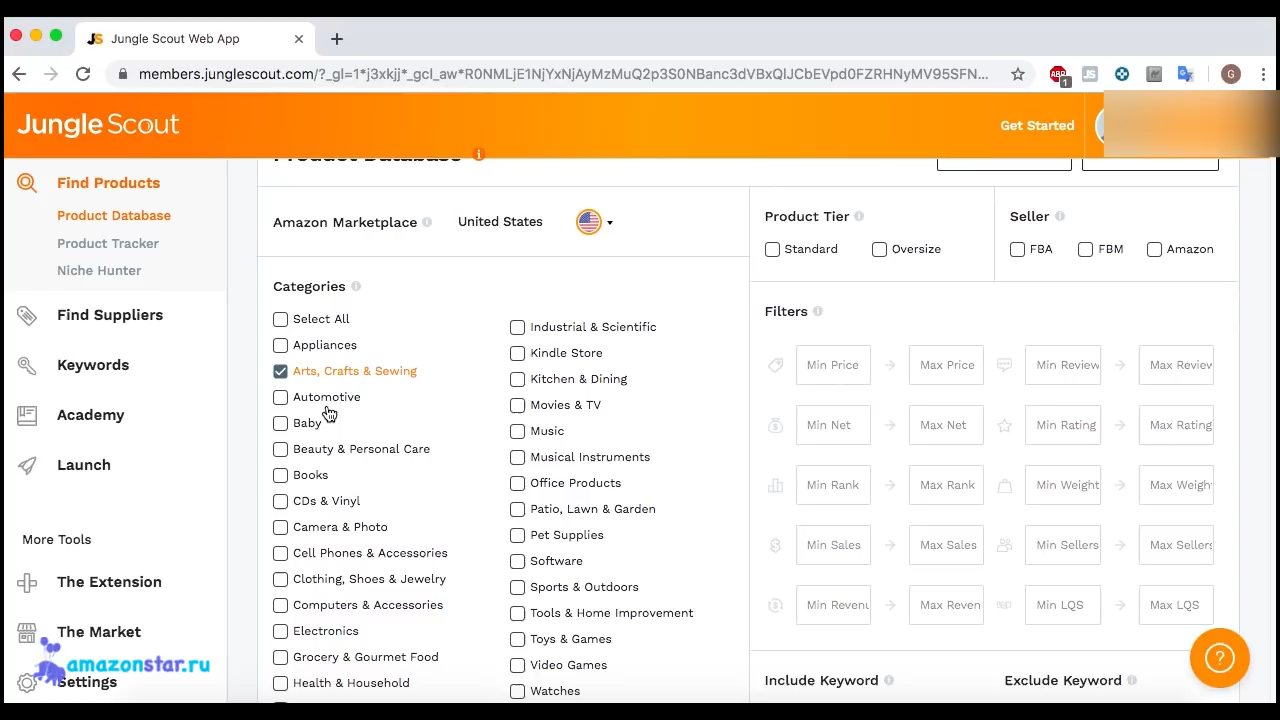 JS Jungle Scout Web App
members.junglescout.com/?_gl=1*j3xkjj*_gcl_aw*R0NMLjE1NjYxNjAyMzMuQ2p3S0NBanc3dVBxQlJCbEVpd0FZRHNyMV95SFN...
ABP
1
JS
G
Jungle Scout
Get Started
Product Database
Find Products
Product Database
Product Tracker
Niche Hunter
Find Suppliers
Keywords
Academy
Launch
More Tools
The Extension
The Market
Settings
amazonstar.ru
Amazon Marketplace
United States
Categories
Select All
Appliances
Arts, Crafts & Sewing
Automotive
Baby
Beauty & Personal Care
Books
CDs & Vinyl
Camera & Photo
Cell Phones & Accessories
Clothing, Shoes & Jewelry
Computers & Accessories
Electronics
Grocery & Gourmet Food
Health & Household
Industrial & Scientific
Kindle Store
Kitchen & Dining
Movies & TV
Music
Musical Instruments
Office Products
Patio, Lawn & Garden
Pet Supplies
Software
Sports & Outdoors
Tools & Home Improvement
Toys & Games
Video Games
Watches
Product Tier
Standard
Oversize
Seller
FBA
FBM
Amazon
Filters
Min Price
Max Price
Min Review
Max Review
Min Net
Max Net
Min Rating
Max Rating
Min Rank
Max Rank
Min Weight
Max Weigh
Min Sales
Max Sales
Min Sellers
Max Sellers
Min Revenu
Max Reven
Min LQS
Max LQS
Include Keyword
Exclude Keyword
?